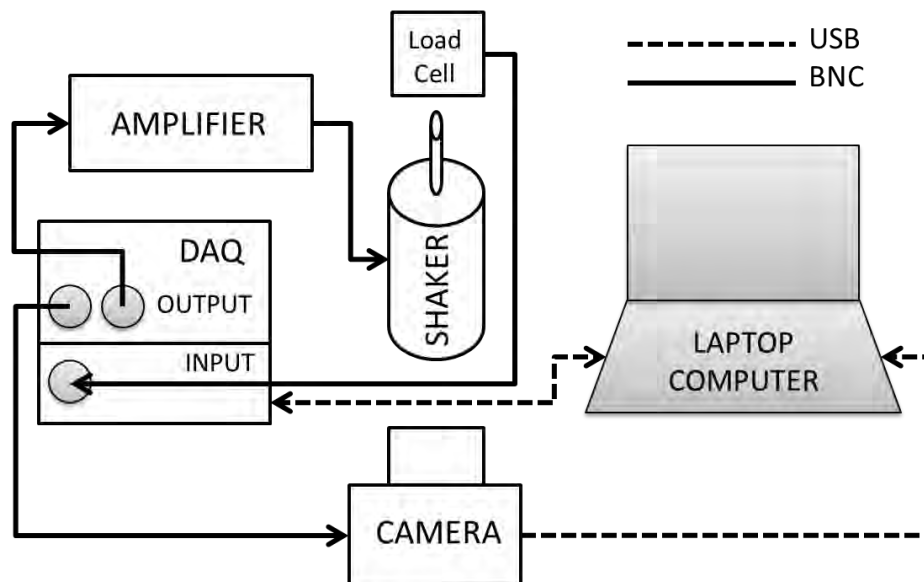 Load
Cell
USB
BNC
AMPLIFIER
DAQ
OUTPUT
INPUT
SHAKER
LAPTOP
COMPUTER
CAMERA